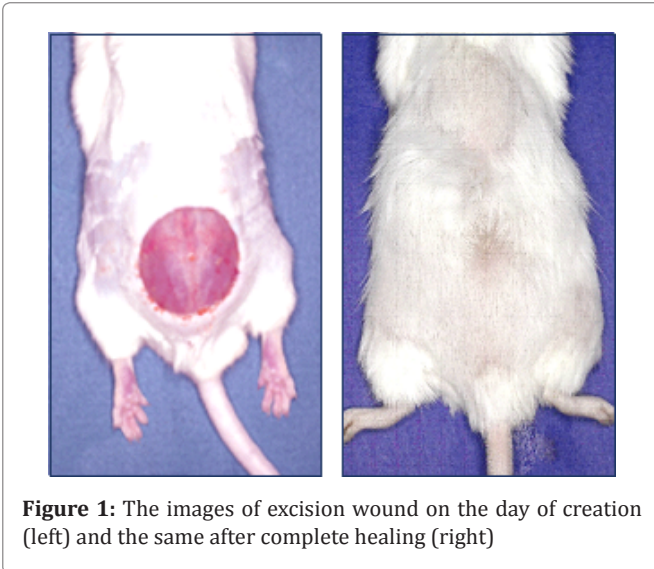 Figure 1: The images of excision wound on the day of creation
(left) and the same after complete healing (right)